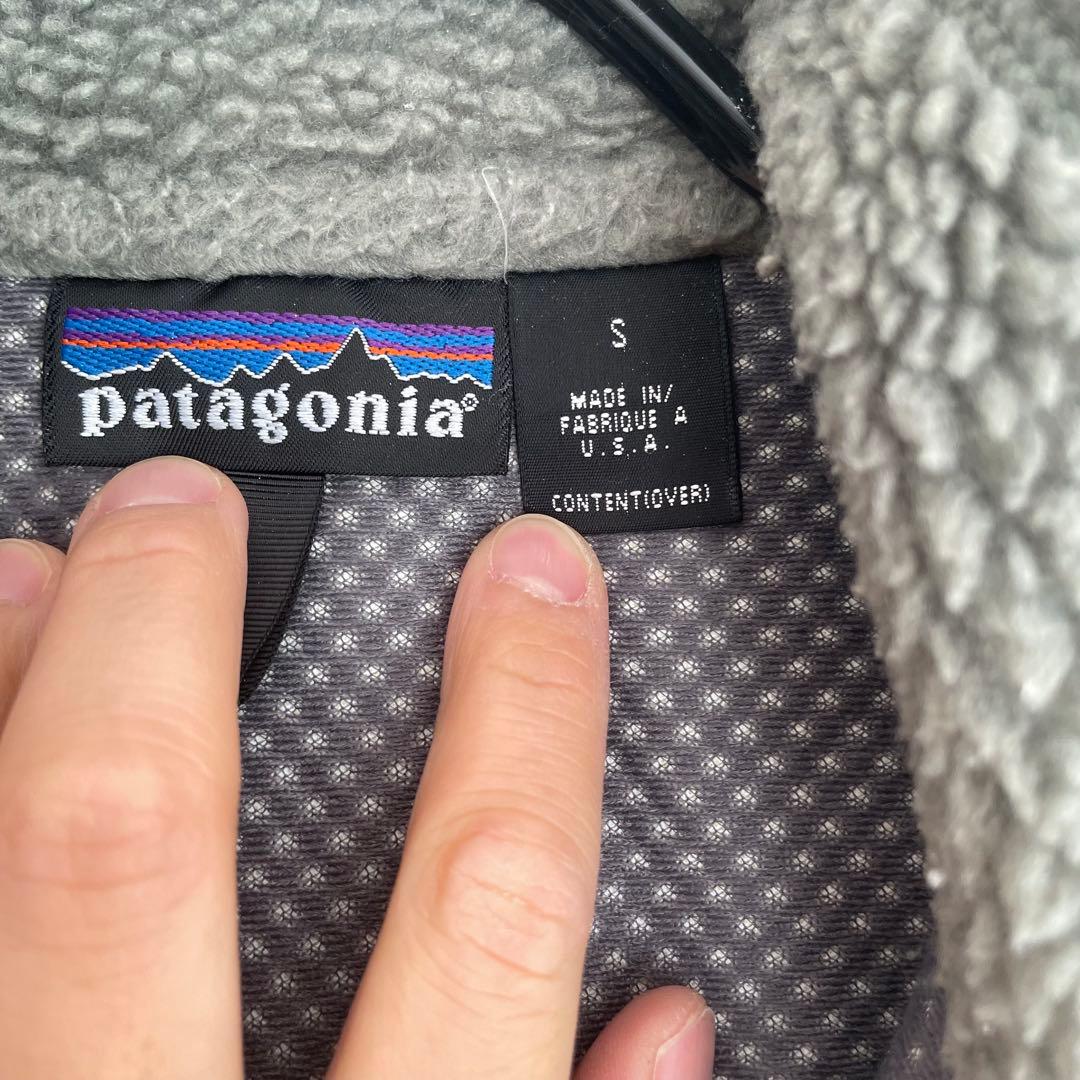 patagonia®
S
MADE IN/
FABRIQUE A
U.S.A.
CONTENT(OVER)